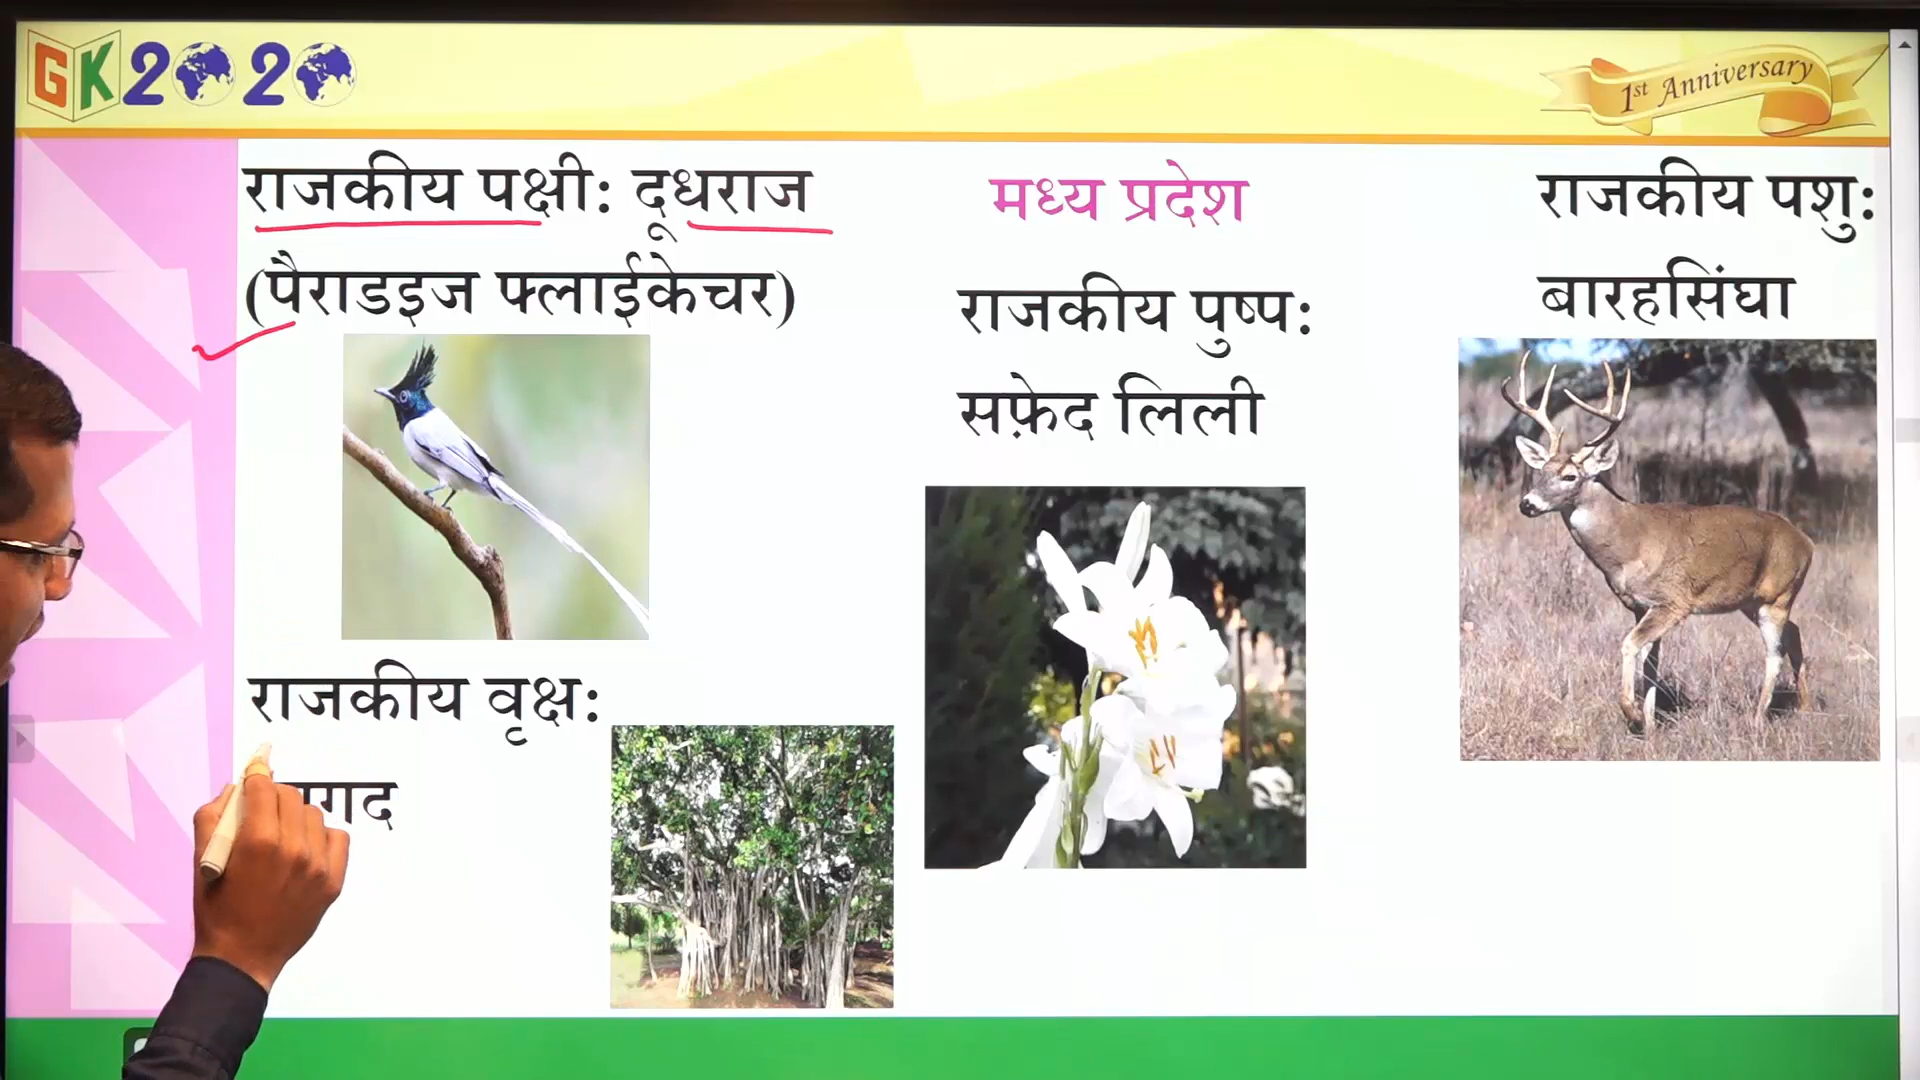 GK2020
1st Anniversary
राजकीय पक्षी: दूधराज
(पैराडइज फ्लाईकेचर)
मध्य प्रदेश
राजकीय पुष्प:
सफ़ेद लिली
राजकीय पशु:
बारहसिंघा
राजकीय वृक्ष: